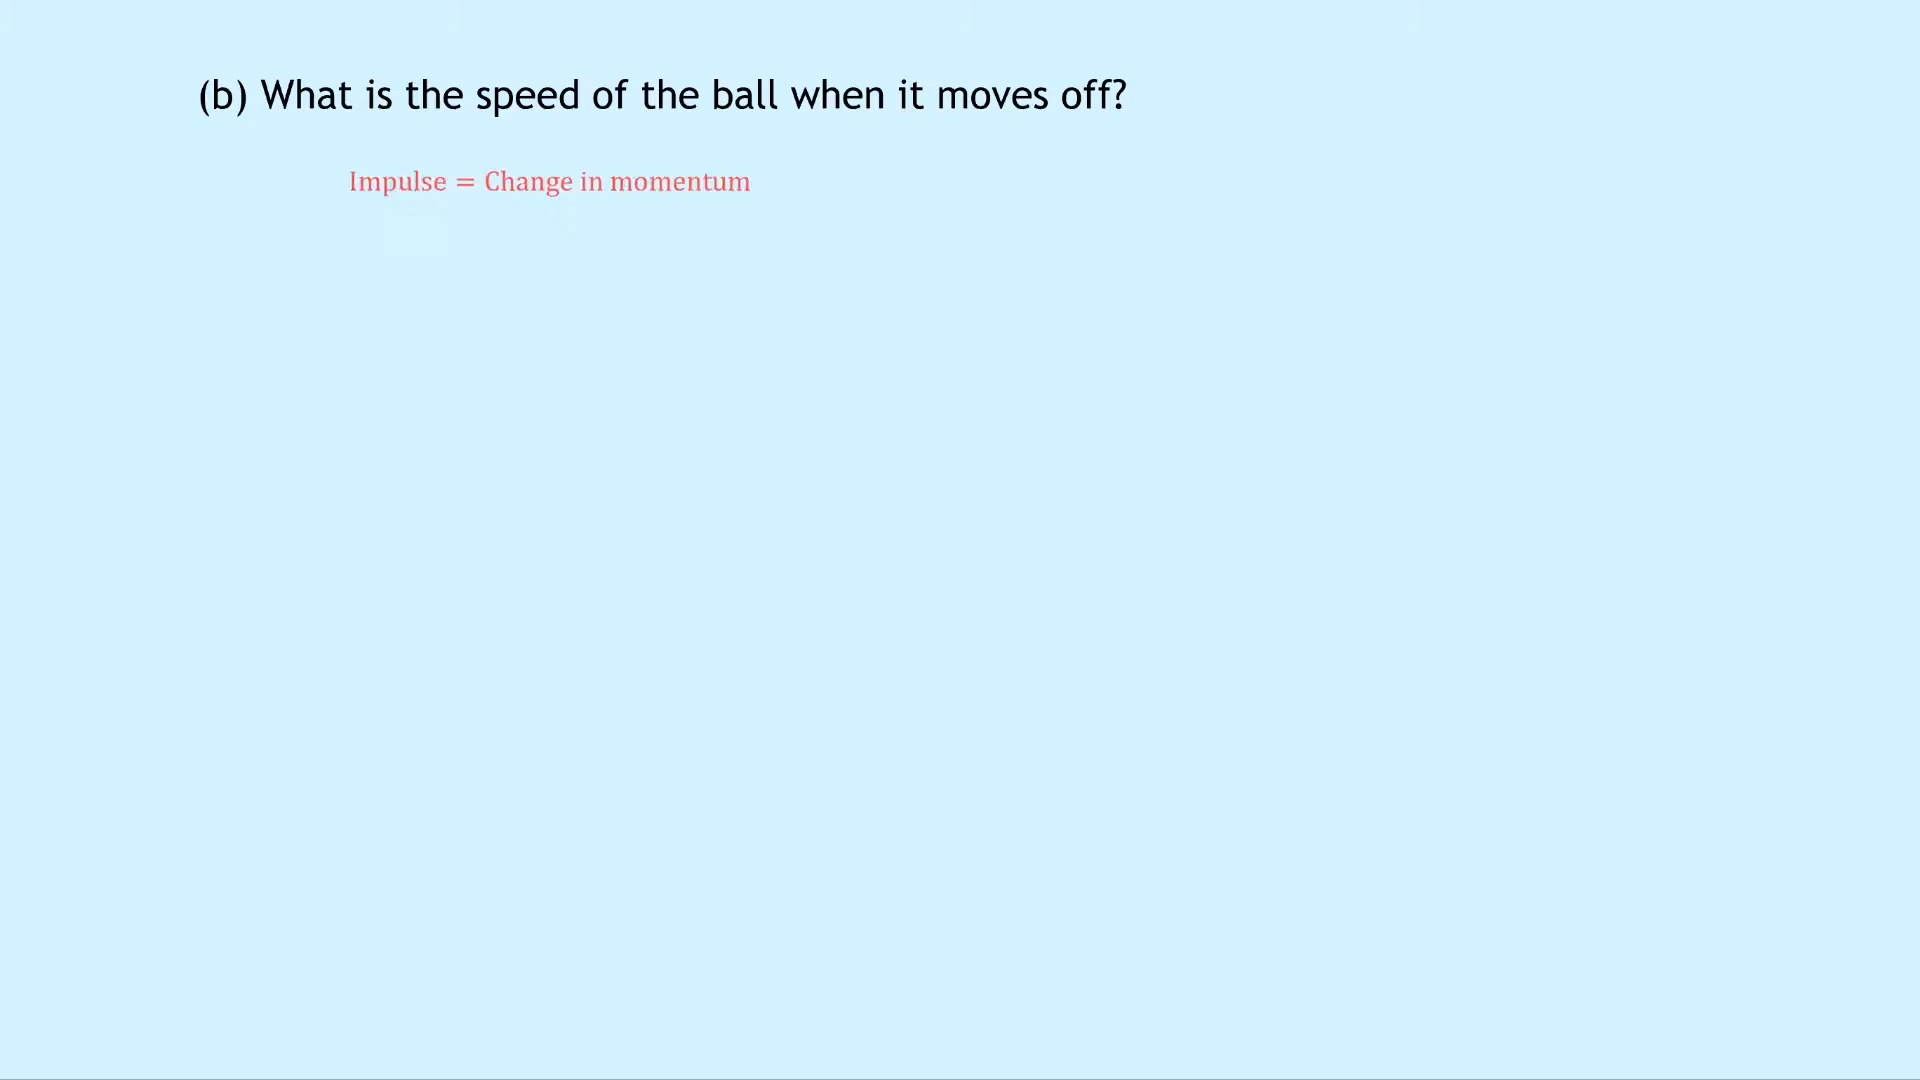 (b) What is the speed of the ball when it moves off?
Impulse = Change in momentum